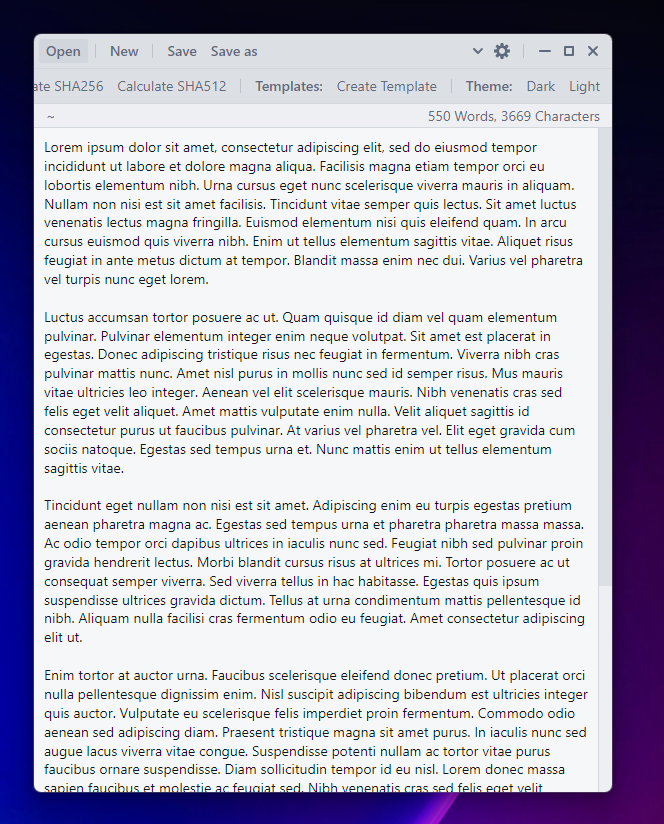 Open New Save Save as
ate SHA256 Calculate SHA512 Templates: Create Template Theme: Dark Light
~ 550 Words, 3669 Characters
Lorem ipsum dolor sit amet, consectetur adipiscing elit, sed do eiusmod tempor
incididunt ut labore et dolore magna aliqua. Facilisis magna etiam tempor orci eu
lobortis elementum nibh. Urna cursus eget nunc scelerisque viverra mauris in aliquam.
Nullam non nisi est sit amet facilisis. Tincidunt vitae semper quis lectus. Sit amet luctus
venenatis lectus magna fringilla. Euismod elementum nisi quis eleifend quam. In arcu
cursus euismod quis viverra nibh. Enim ut tellus elementum sagittis vitae. Aliquet risus
feugiat in ante metus dictum at tempor. Blandit massa enim nec dui. Varius vel pharetra
vel turpis nunc eget lorem.
Luctus accumsan tortor posuere ac ut. Quam quisque id diam vel quam elementum
pulvinar. Pulvinar elementum integer enim neque volutpat. Sit amet est placerat in
egestas. Donec adipiscing tristique risus nec feugiat in fermentum. Viverra nibh cras
pulvinar mattis nunc. Amet nisl purus in mollis nunc sed id semper risus. Mus mauris
vitae ultricies leo integer. Aenean vel elit scelerisque mauris. Nibh venenatis cras sed
felis eget velit aliquet. Amet mattis vulputate enim nulla. Velit aliquet sagittis id
consectetur purus ut faucibus pulvinar. At varius vel pharetra vel. Elit eget gravida cum
sociis natoque. Egestas sed tempus urna et. Nunc mattis enim ut tellus elementum
sagittis vitae.
Tincidunt eget nullam non nisi est sit amet. Adipiscing enim eu turpis egestas pretium
aenean pharetra magna ac. Egestas sed tempus urna et pharetra pharetra massa massa.
Ac odio tempor orci dapibus ultrices in iaculis nunc sed. Feugiat nibh sed pulvinar proin
gravida hendrerit lectus. Morbi blandit cursus risus at ultrices mi. Tortor posuere ac ut
consequat semper viverra. Sed viverra tellus in hac habitasse. Egestas quis ipsum
suspendisse ultrices gravida dictum. Tellus at urna condimentum mattis pellentesque id
nibh. Aliquam nulla facilisi cras fermentum odio eu feugiat. Amet consectetur adipiscing
elit ut.
Enim tortor at auctor urna. Faucibus scelerisque eleifend donec pretium. Ut placerat orci
nulla pellentesque dignissim enim. Nisl suscipit adipiscing bibendum est ultricies integer
quis auctor. Vulputate eu scelerisque felis imperdiet proin fermentum. Commodo odio
aenean sed adipiscing diam. Praesent tristique magna sit amet purus. In iaculis nunc sed
augue lacus viverra vitae congue. Suspendisse potenti nullam ac tortor vitae purus
faucibus ornare suspendisse. Diam sollicitudin tempor id eu nisl. Lorem donec massa
sapien faucibus et molestie ac feugiat sed. Nibh venenatis cras sed felis eget velit